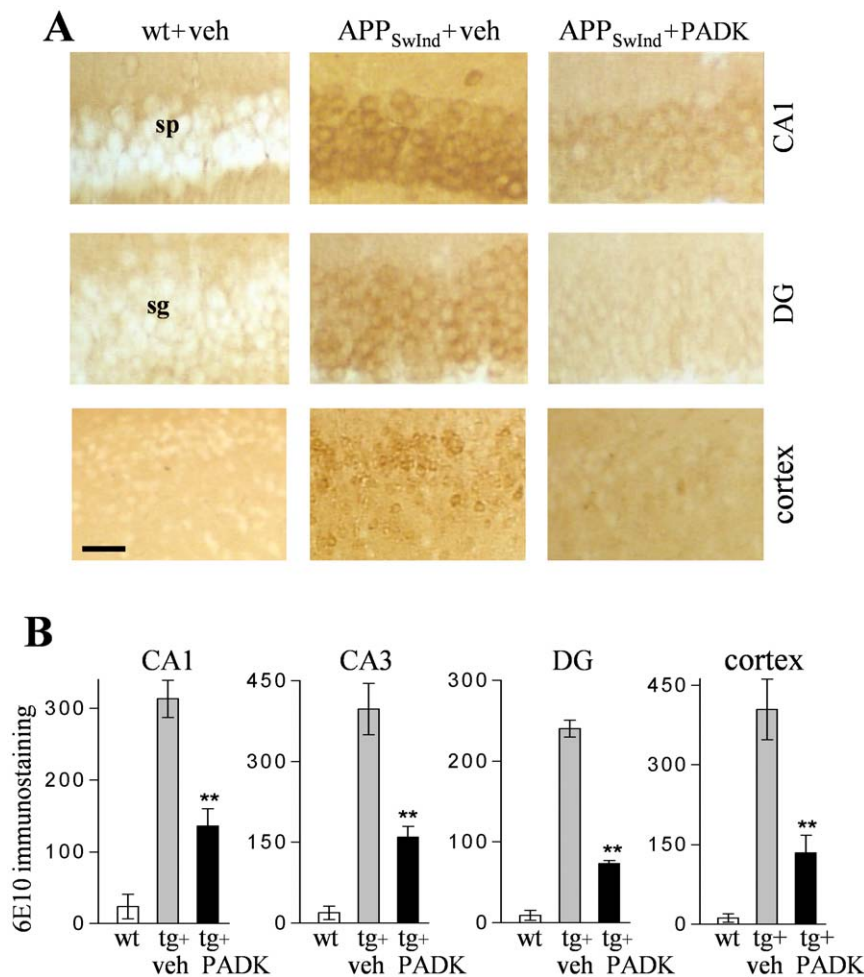 A
wt+veh APP_SwInd+veh APP_SwInd+PADK
sp
CA1
sg
DG
cortex
B
CA1 CA3 DG cortex
6E10 immunostaining
300
200
100
0
**
wt tg+ tg+
veh PADK
450
300
150
0
**
wt tg+ tg+
veh PADK
300
200
100
0
**
wt tg+ tg+
veh PADK
450
300
150
0
**
wt tg+ tg+
veh PADK